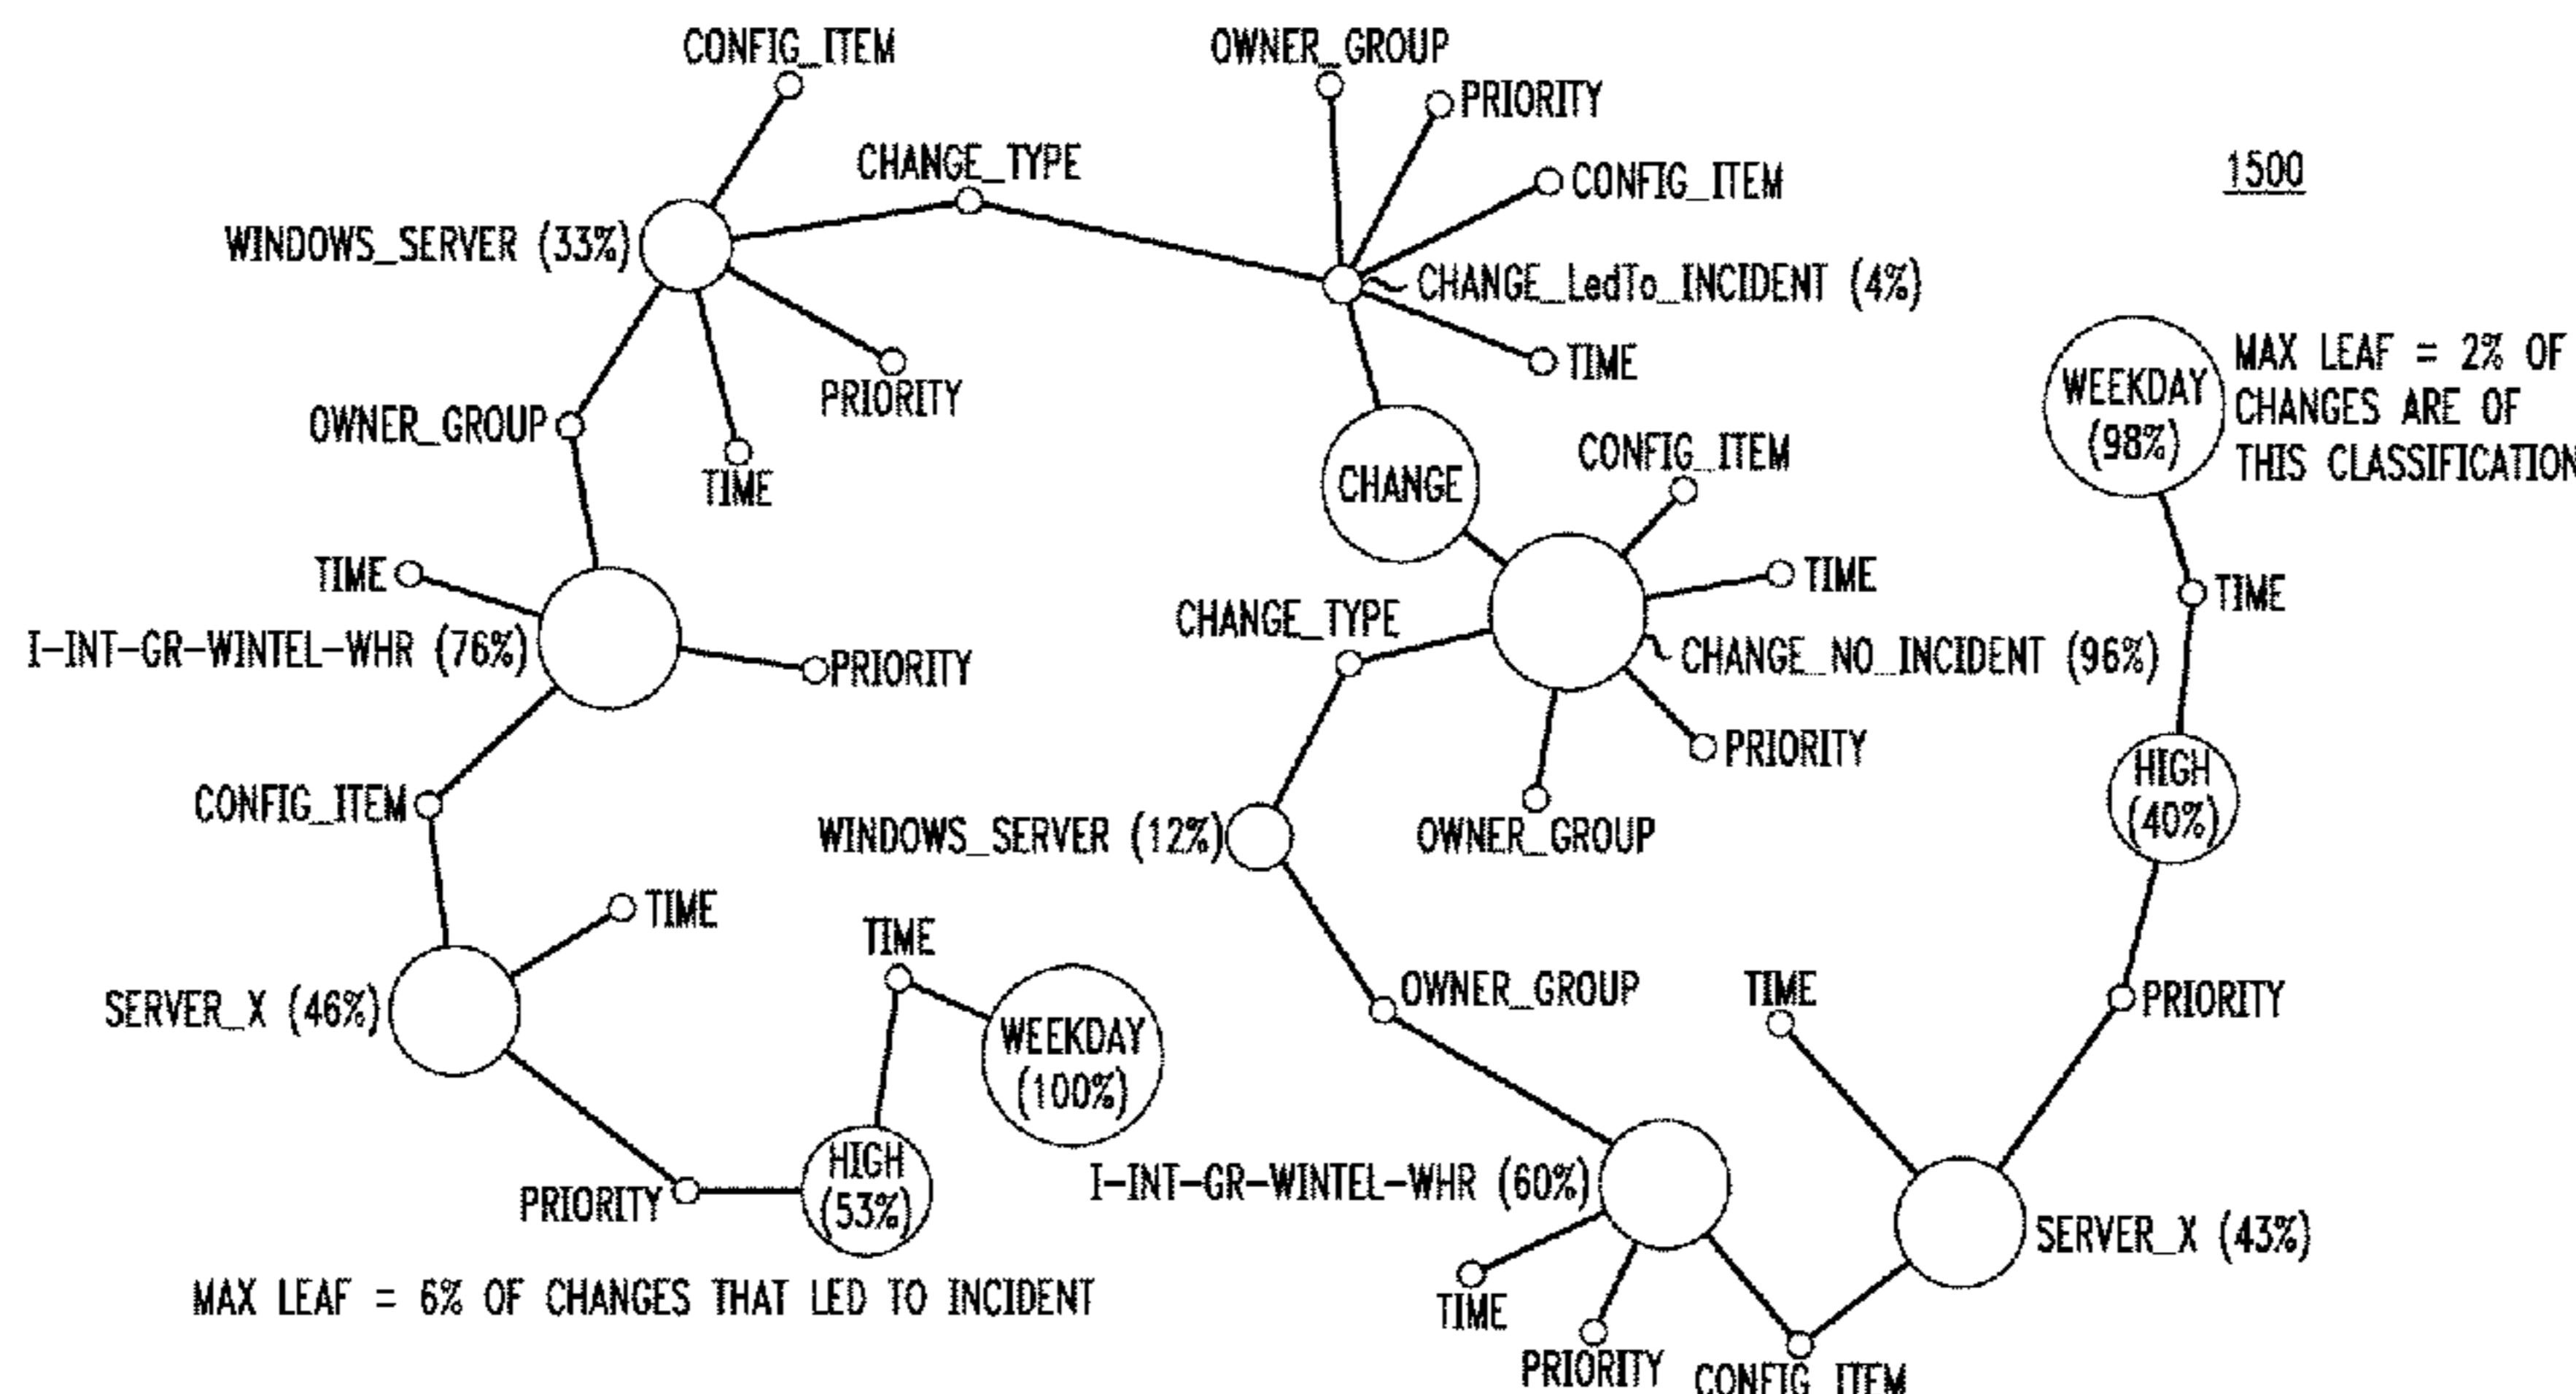 CONFIG_ITEM
OWNER_GROUP
PRIORITY
CHANGE_TYPE
CONFIG_ITEM
1500
WINDOWS_SERVER (33%)
CHANGE_LedTo_INCIDENT (4%)
TIME
PRIORITY
WEEKDAY
(98%)
MAX LEAF = 2% OF
CHANGES ARE OF
THIS CLASSIFICATION
OWNER_GROUP
TIME
CHANGE
CONFIG_ITEM
TIME
TIME
TIME
CHANGE_TYPE
I-INT-GR-WINTEL-WHR (76%)
PRIORITY
CHANGE_NO_INCIDENT (96%)
PRIORITY
HIGH
(40%)
CONFIG_ITEM
WINDOWS_SERVER (12%)
OWNER_GROUP
TIME
TIME
SERVER_X (46%)
WEEKDAY
(100%)
OWNER_GROUP
TIME
PRIORITY
HIGH
(53%)
PRIORITY
I-INT-GR-WINTEL-WHR (60%)
SERVER_X (43%)
MAX LEAF = 6% OF CHANGES THAT LED TO INCIDENT
TIME
PRIORITY
CONFIG_ITEM